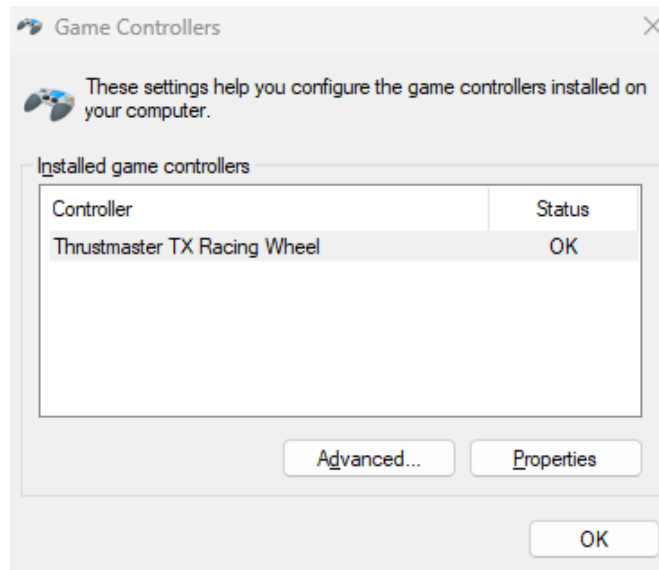 Game Controllers
These settings help you configure the game controllers installed on
your computer.
Installed game controllers
Controller Status
Thrustmaster TX Racing Wheel OK
Advanced... Properties
OK